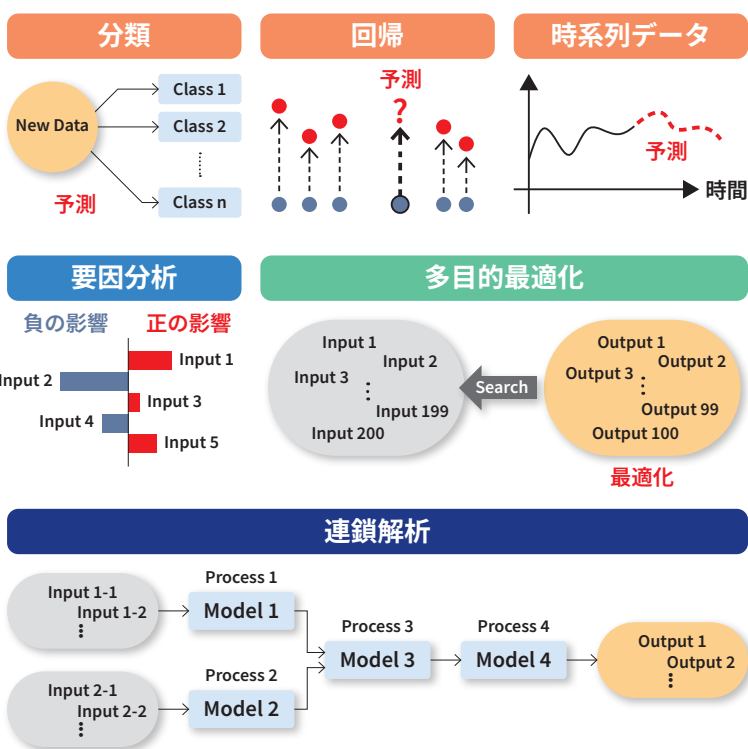 分類
New Data
Class 1
Class 2
Class n
予測
回帰
予測
?
時系列データ
予測
時間
要因分析
負の影響
正の影響
Input 1
Input 2
Input 3
Input 4
Input 5
多目的最適化
Input 1
Input 2
Input 3
Input 199
Input 200
Search
Output 1
Output 2
Output 3
Output 99
Output 100
最適化
連鎖解析
Input 1-1
Input 1-2
Process 1
Model 1
Input 2-1
Input 2-2
Process 2
Model 2
Process 3
Model 3
Process 4
Model 4
Output 1
Output 2